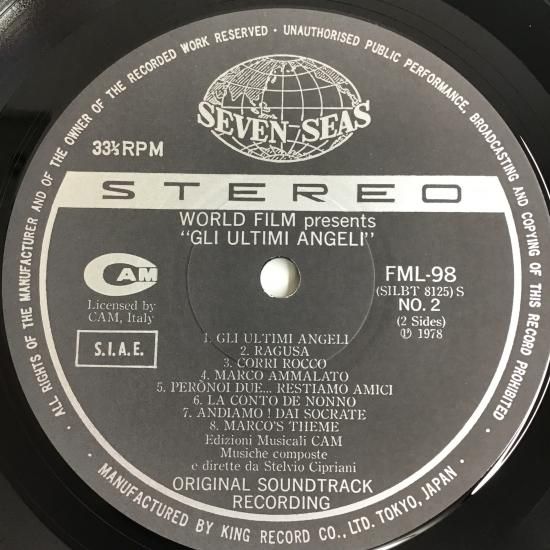 ALL RIGHTS OF THE MANUFACTURER AND OF THE OWNER OF THE RECORDED WORK RESERVED • UNAUTHORISED PUBLIC PERFORMANCE, BROADCASTING AND COPYING OF THIS RECORD PROHIBITED
SEVEN SEAS
33⅓ RPM
STEREO
WORLD FILM presents
"GLI ULTIMI ANGELI"
CAM
Licensed by
CAM, Italy
S.I.A.E.
FML-98
(SILBT 8125) S
NO. 2
(2 Sides)
℗ 1978
1. GLI ULTIMI ANGELI
2. RAGUSA
3. CORRI ROCCO
4. MARCO AMMALATO
5. PERÒNOI DUE... RESTIAMO AMICI
6. LA CONTO DE NONNO
7. ANDIAMO ! DAI SOCRATE
8. MARCO'S THEME
Edizioni Musicali CAM
Musiche composte
e dirette da Stelvio Cipriani
ORIGINAL SOUNDTRACK
RECORDING
• MANUFACTURED BY KING RECORD CO., LTD. TOKYO, JAPAN •